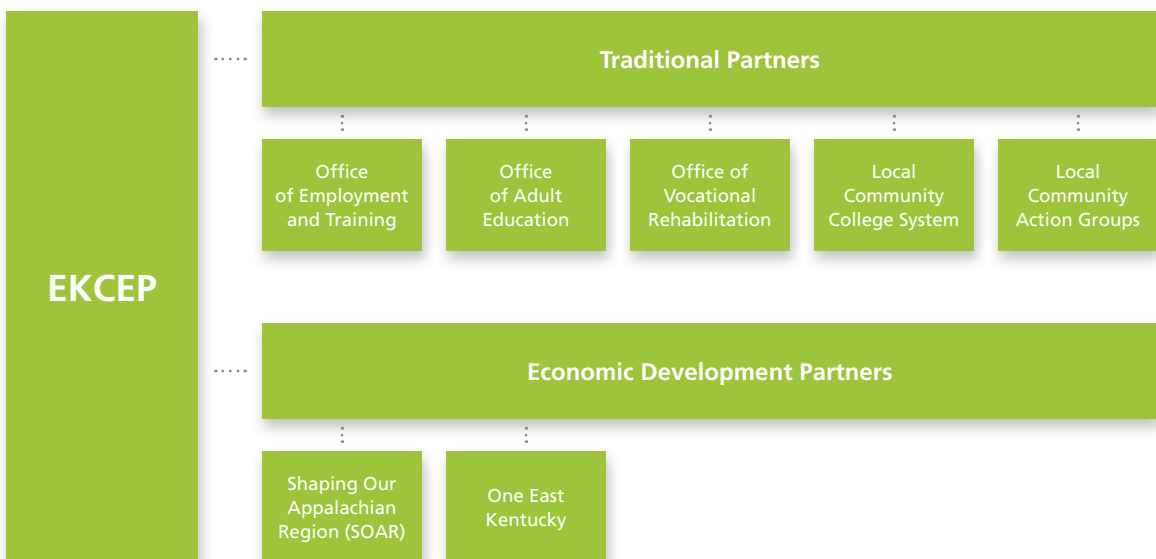 EKCEP
Traditional Partners
Office
of Employment
and Training
Office
of Adult
Education
Office of
Vocational
Rehabilitation
Local
Community
College System
Local
Community
Action Groups
Economic Development Partners
Shaping Our
Appalachian
Region (SOAR)
One East
Kentucky